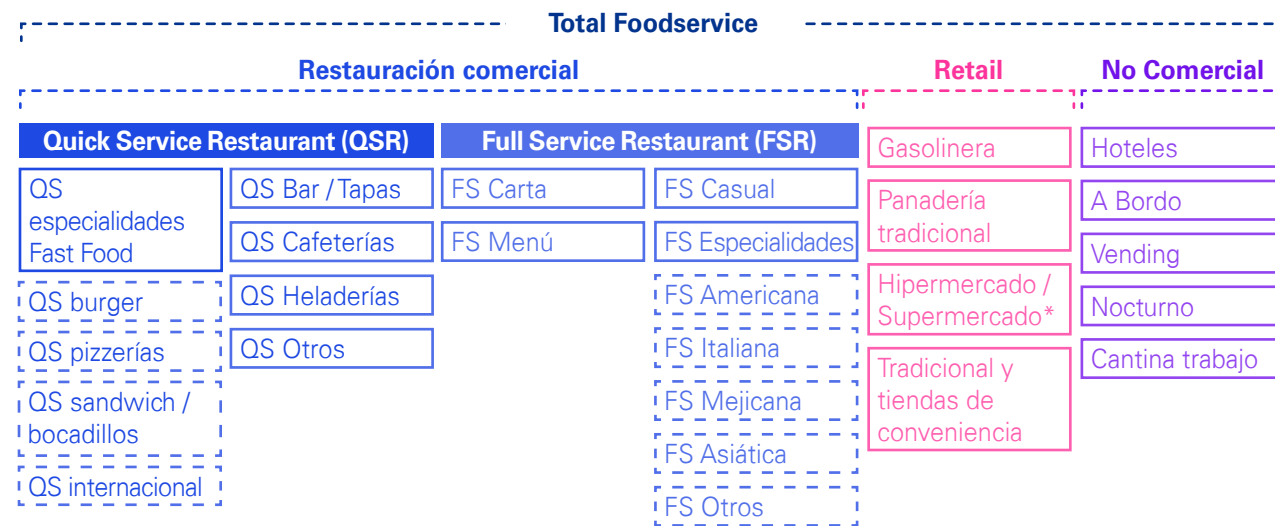 Total Foodservice
Restauración comercial
Retail
No Comercial
Quick Service Restaurant (QSR)
Full Service Restaurant (FSR)
QS
especialidades
Fast Food
QS burger
QS pizzerías
QS sandwich /
bocadillos
QS internacional
QS Bar / Tapas
QS Cafeterías
QS Heladerías
QS Otros
FS Carta
FS Menú
FS Casual
FS Especialidades
FS Americana
FS Italiana
FS Mejicana
FS Asiática
FS Otros
Gasolinera
Panadería
tradicional
Hipermercado /
Supermercado*
Tradicional y
tiendas de
conveniencia
Hoteles
A Bordo
Vending
Nocturno
Cantina trabajo